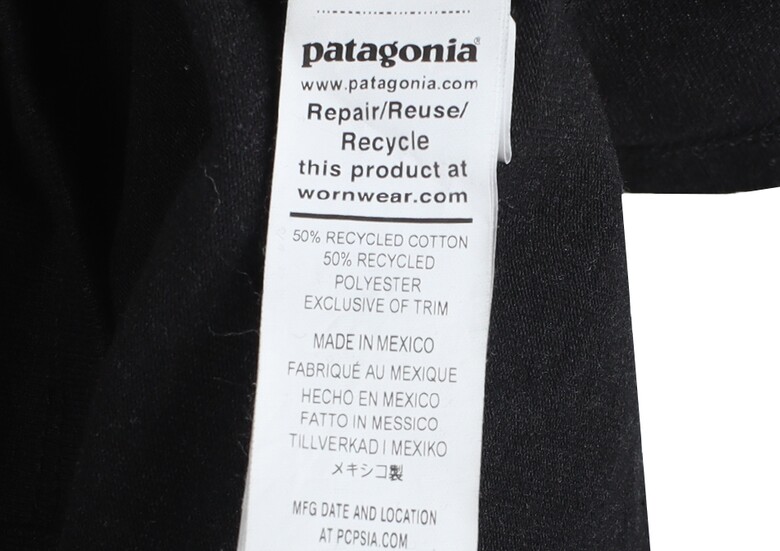 patagonia®
www.patagonia.com
Repair/Reuse/
Recycle
this product at
wornwear.com
50% RECYCLED COTTON
50% RECYCLED
POLYESTER
EXCLUSIVE OF TRIM
MADE IN MEXICO
FABRIQUÉ AU MEXIQUE
HECHO EN MEXICO
FATTO IN MESSICO
TILLVERKAD I MEXIKO
メキシコ製
MFG DATE AND LOCATION
AT PCPSIA.COM